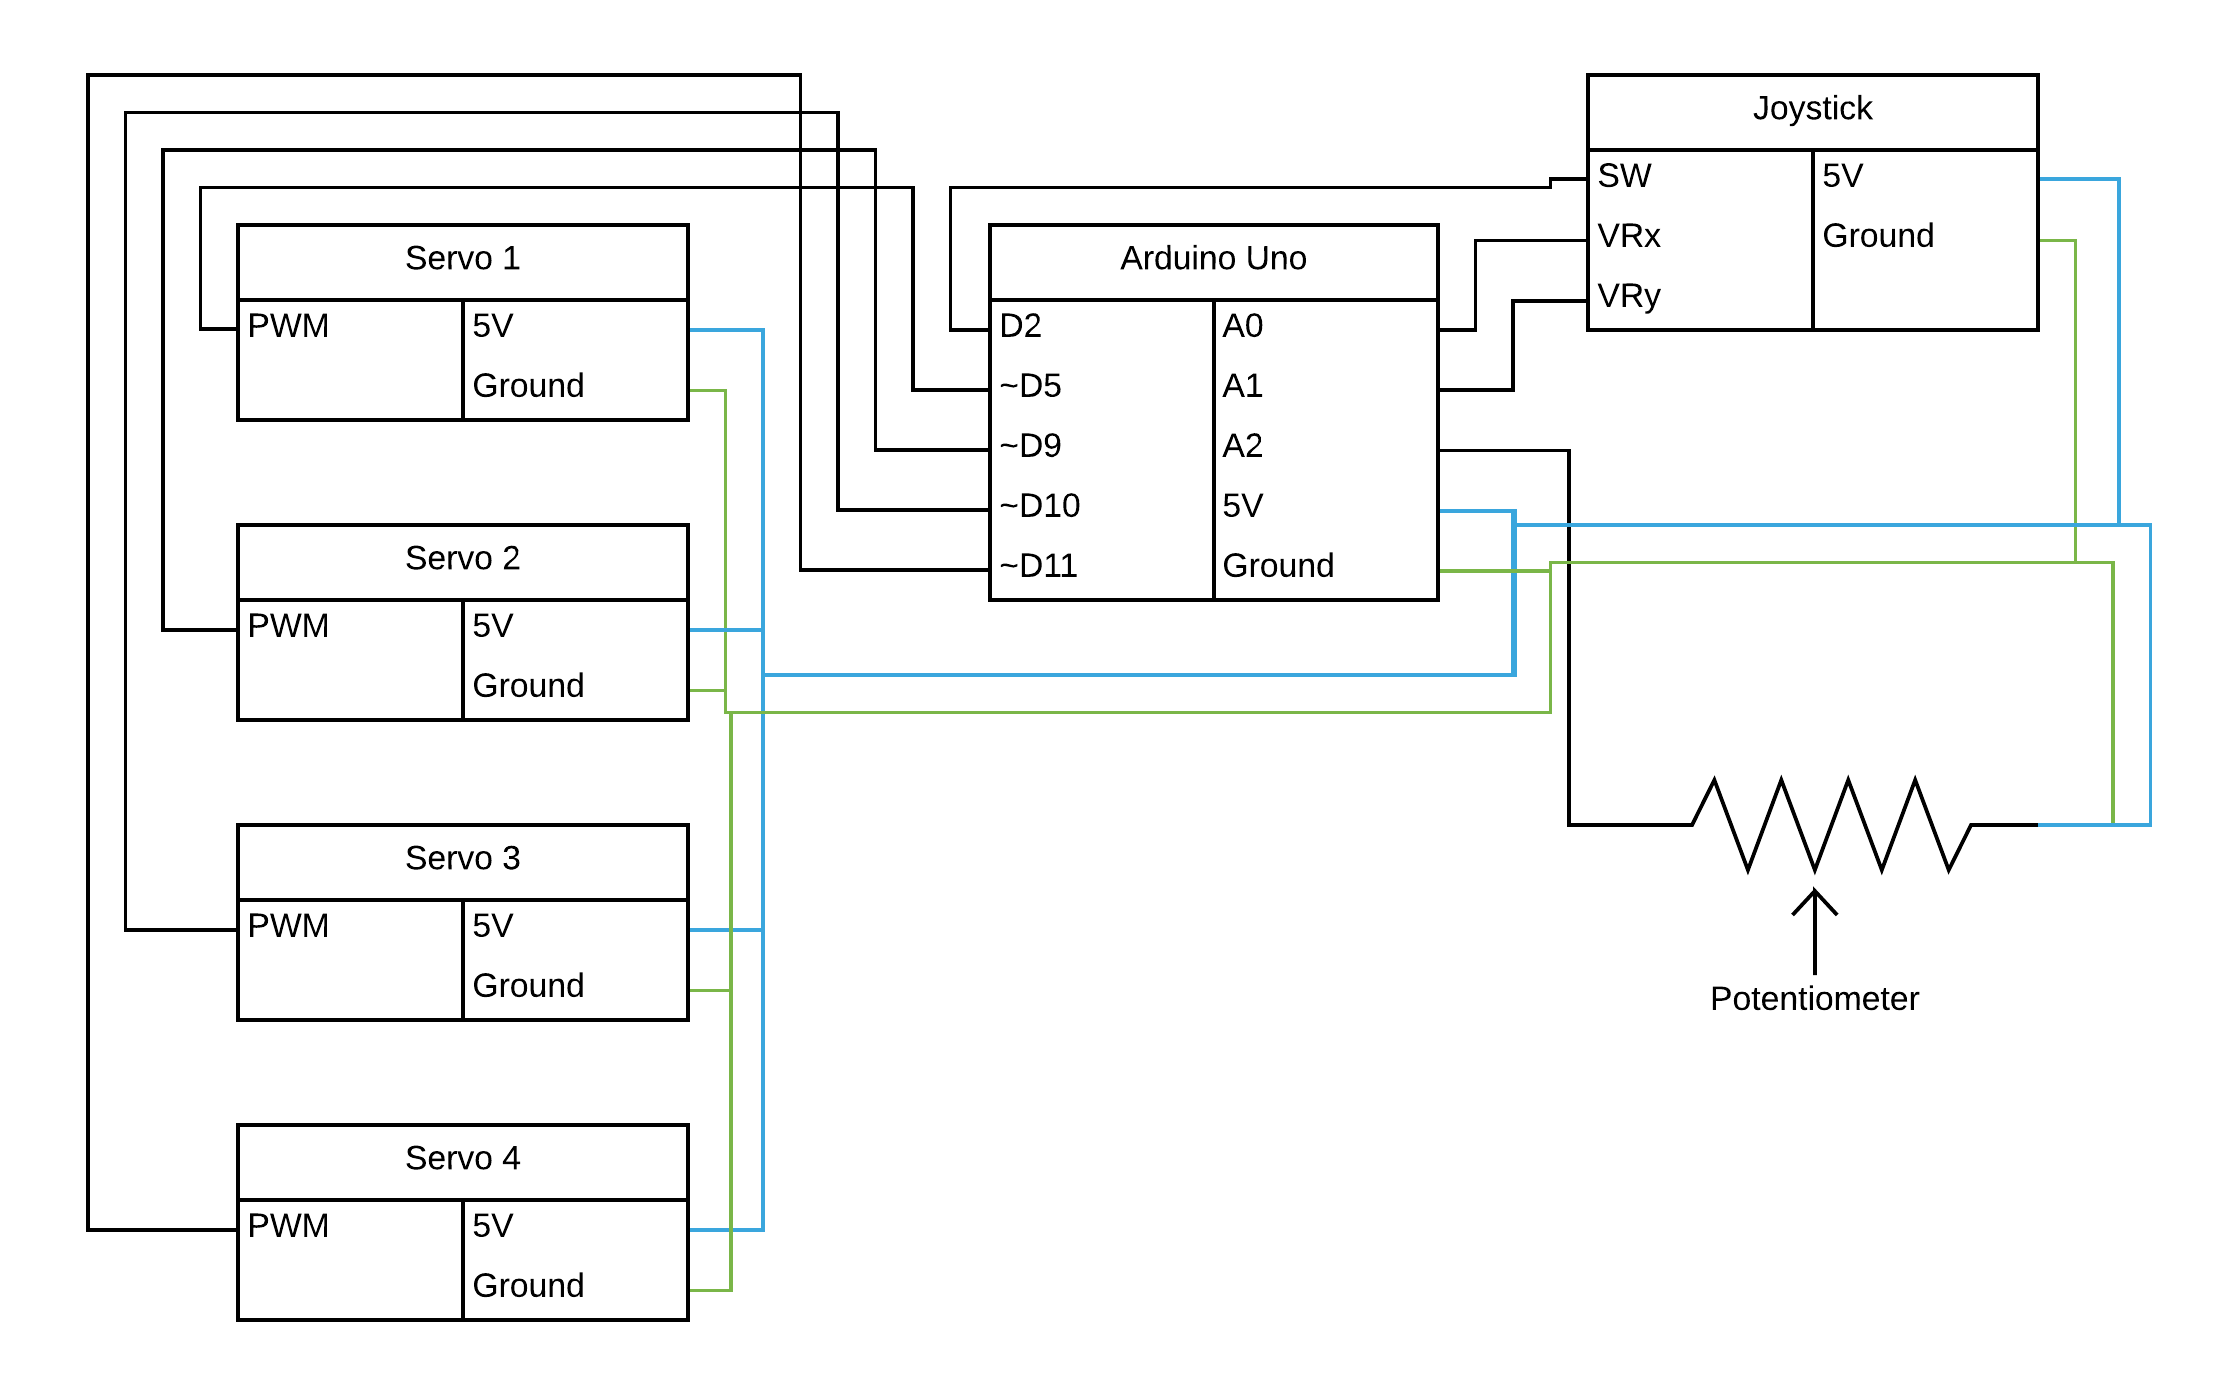 Joystick
SW 5V
VRx Ground
VRy
Servo 1
PWM 5V
Ground
Arduino Uno
D2 A0
~D5 A1
~D9 A2
~D10 5V
~D11 Ground
Servo 2
PWM 5V
Ground
Servo 3
PWM 5V
Ground
Potentiometer
Servo 4
PWM 5V
Ground